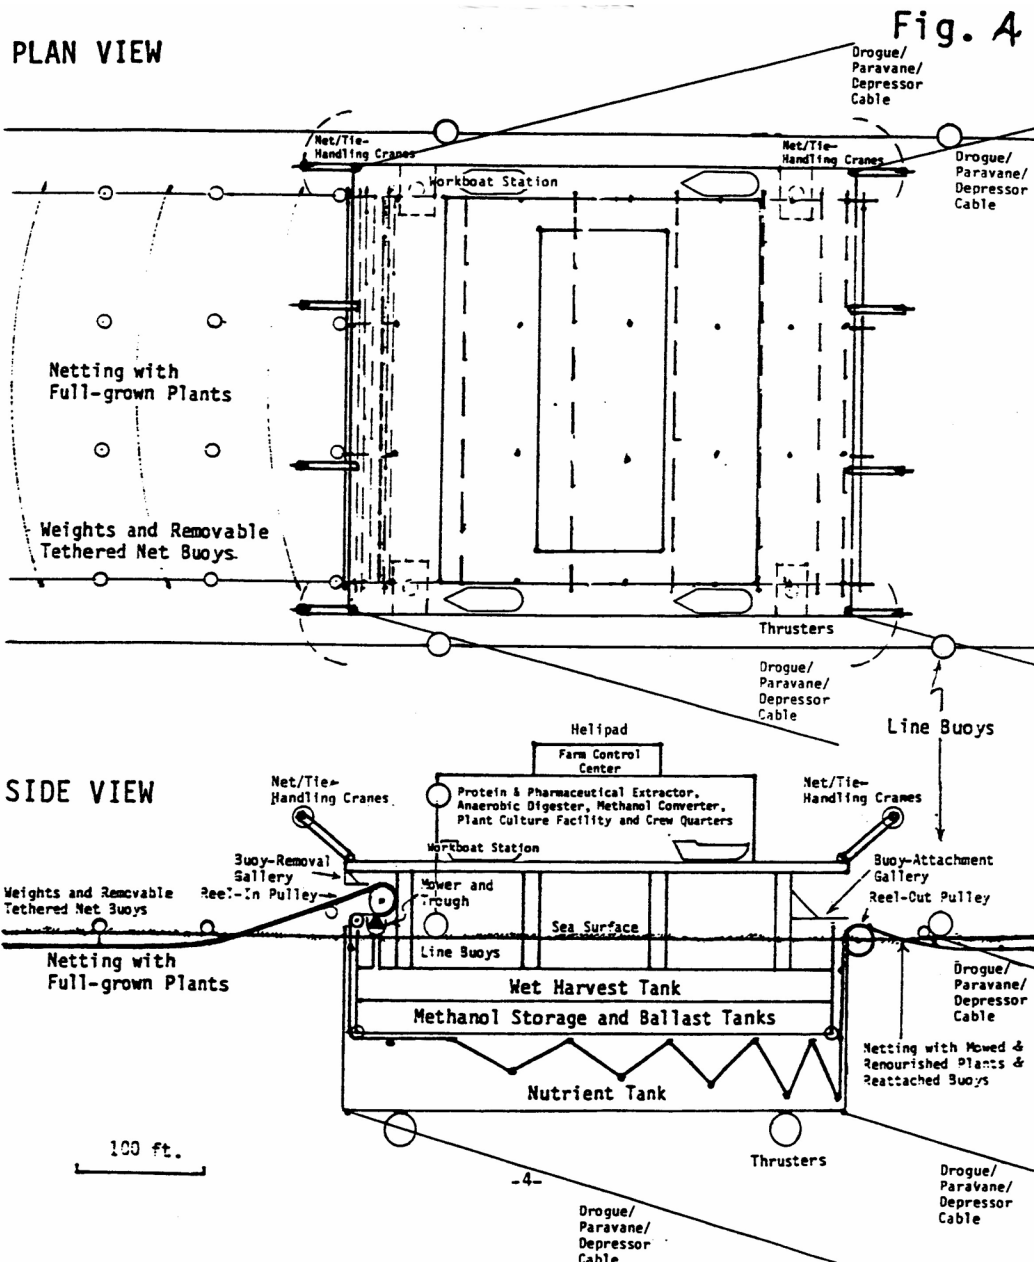 Fig. 4
PLAN VIEW
Drogue/
Paravane/
Depressor
Cable
Net/Tie-
Handling Cranes
Net/Tie-
Handling Cranes
Drogue/
Paravane/
Depressor
Cable
Workboat Station
Netting with
Full-grown Plants
Weights and Removable
Tethered Net Buoys
Thrusters
Drogue/
Paravane/
Depressor
Cable
Line Buoys
Helipad
Farm Control
Center
SIDE VIEW
Net/Tie-
Handling Cranes
Net/Tie-
Handling Cranes
Protein & Pharmaceutical Extractor,
Anaerobic Digester, Methanol Converter,
Plant Culture Facility and Crew Quarters
Workboat Station
Buoy-Removal
Gallery
Buoy-Attachment
Gallery
Weights and Removable
Tethered Net Buoys
Reel-In Pulley
Mower and
Trough
Reel-Out Pulley
Sea Surface
Line Buoys
Netting with
Full-grown Plants
Wet Harvest Tank
Methanol Storage and Ballast Tanks
Nutrient Tank
Drogue/
Paravane/
Depressor
Cable
Netting with Mowed &
Renourished Plants &
Reattached Buoys
100 ft.
Thrusters
-4-
Drogue/
Paravane/
Depressor
Cable
Drogue/
Paravane/
Depressor
Cable